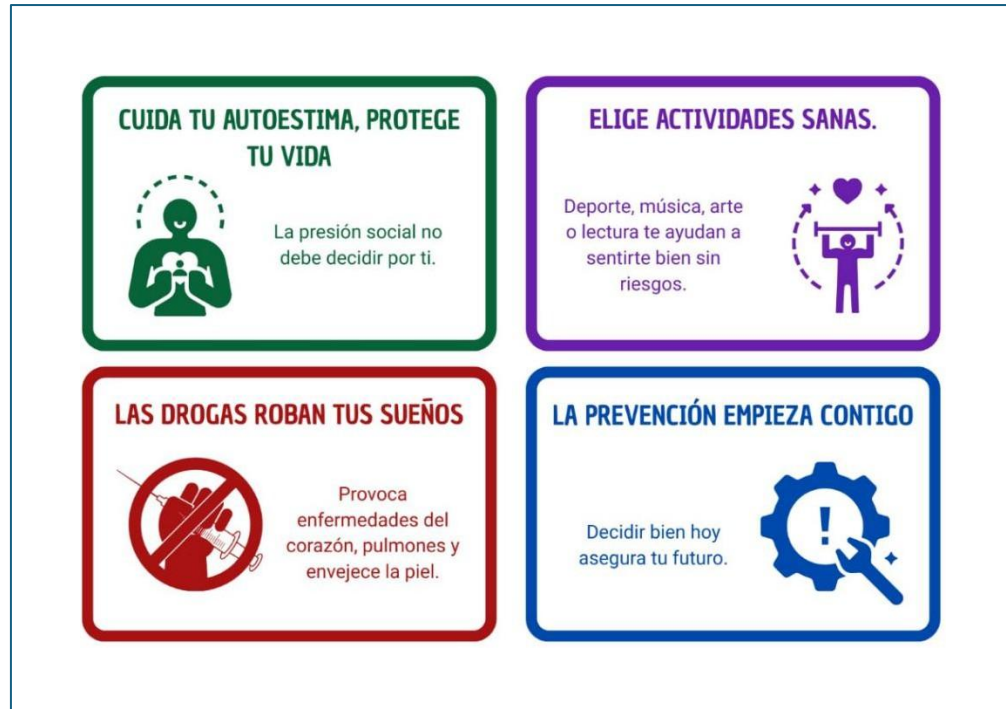 CUIDA TU AUTOESTIMA, PROTEGE
TU VIDA
La presión social no
debe decidir por ti.
ELIGE ACTIVIDADES SANAS.
Deporte, música, arte
o lectura te ayudan a
sentirte bien sin
riesgos.
LAS DROGAS ROBAN TUS SUEÑOS
Provoca
enfermedades del
corazón, pulmones y
envejece la piel.
LA PREVENCIÓN EMPIEZA CONTIGO
Decidir bien hoy
asegura tu futuro.
!